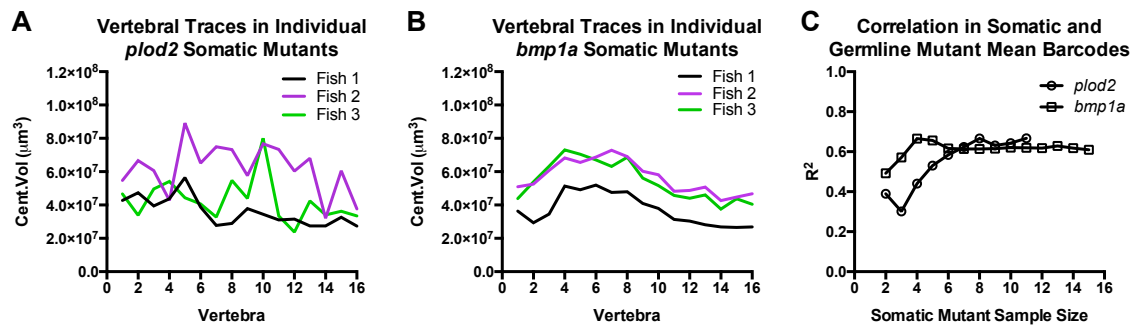 A
Vertebral Traces in Individual
plod2 Somatic Mutants
1.2×10⁸
1.0×10⁸
8.0×10⁷
6.0×10⁷
4.0×10⁷
2.0×10⁷
0.0
Cent.Vol (μm³)
Fish 1
Fish 2
Fish 3
0 2 4 6 8 10 12 14 16
Vertebra
B
Vertebral Traces in Individual
bmp1a Somatic Mutants
1.2×10⁸
1.0×10⁸
8.0×10⁷
6.0×10⁷
4.0×10⁷
2.0×10⁷
0.0
Cent.Vol (μm³)
Fish 1
Fish 2
Fish 3
0 2 4 6 8 10 12 14 16
Vertebra
C
Correlation in Somatic and
Germline Mutant Mean Barcodes
1.0
0.8
0.6
0.4
0.2
0.0
R²
plod2
bmp1a
0 2 4 6 8 10 12 14 16
Somatic Mutant Sample Size